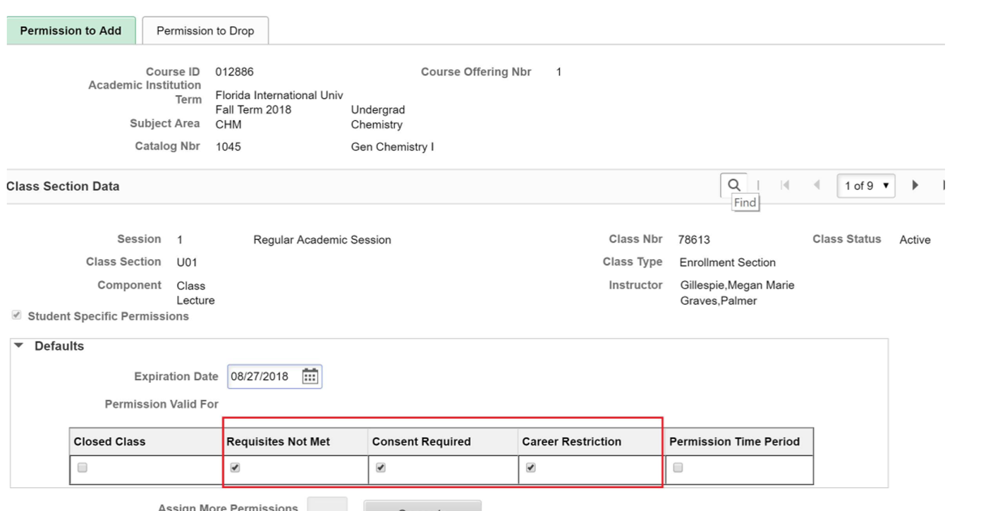 Permission to Add Permission to Drop
Course ID 012886 Course Offering Nbr 1
Academic Institution Florida International Univ
Term Fall Term 2018 Undergrad
Subject Area CHM Chemistry
Catalog Nbr 1045 Gen Chemistry I
Class Section Data 1 of 9
Find
Session 1 Regular Academic Session Class Nbr 78613 Class Status Active
Class Section U01 Class Type Enrollment Section
Component Class Instructor Gillespie,Megan Marie
Lecture Graves,Palmer
Student Specific Permissions
Defaults
Expiration Date 08/27/2018
Permission Valid For
Closed Class Requisites Not Met Consent Required Career Restriction Permission Time Period
Assign More Permissions